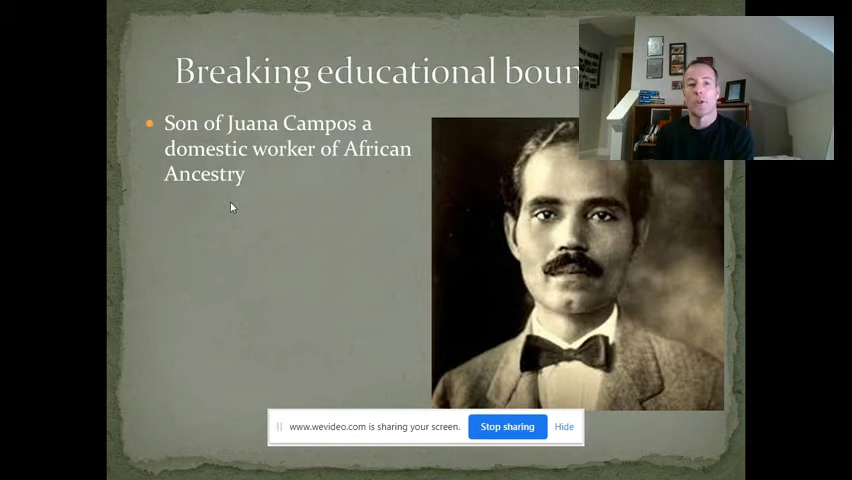 Breaking educational boun
Son of Juana Campos a
domestic worker of African
Ancestry
www.wevideo.com is sharing your screen.
Stop sharing
Hide